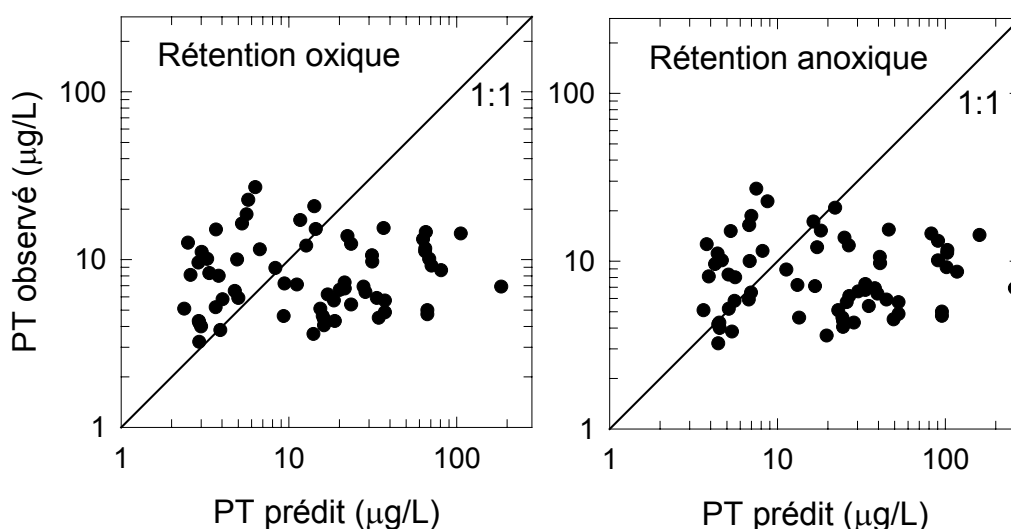 Rétention oxique
1:1
100
10
1
1
10
100
PT observé (μg/L)
PT prédit (μg/L)
Rétention anoxique
1:1
100
10
1
1
10
100
PT prédit (μg/L)